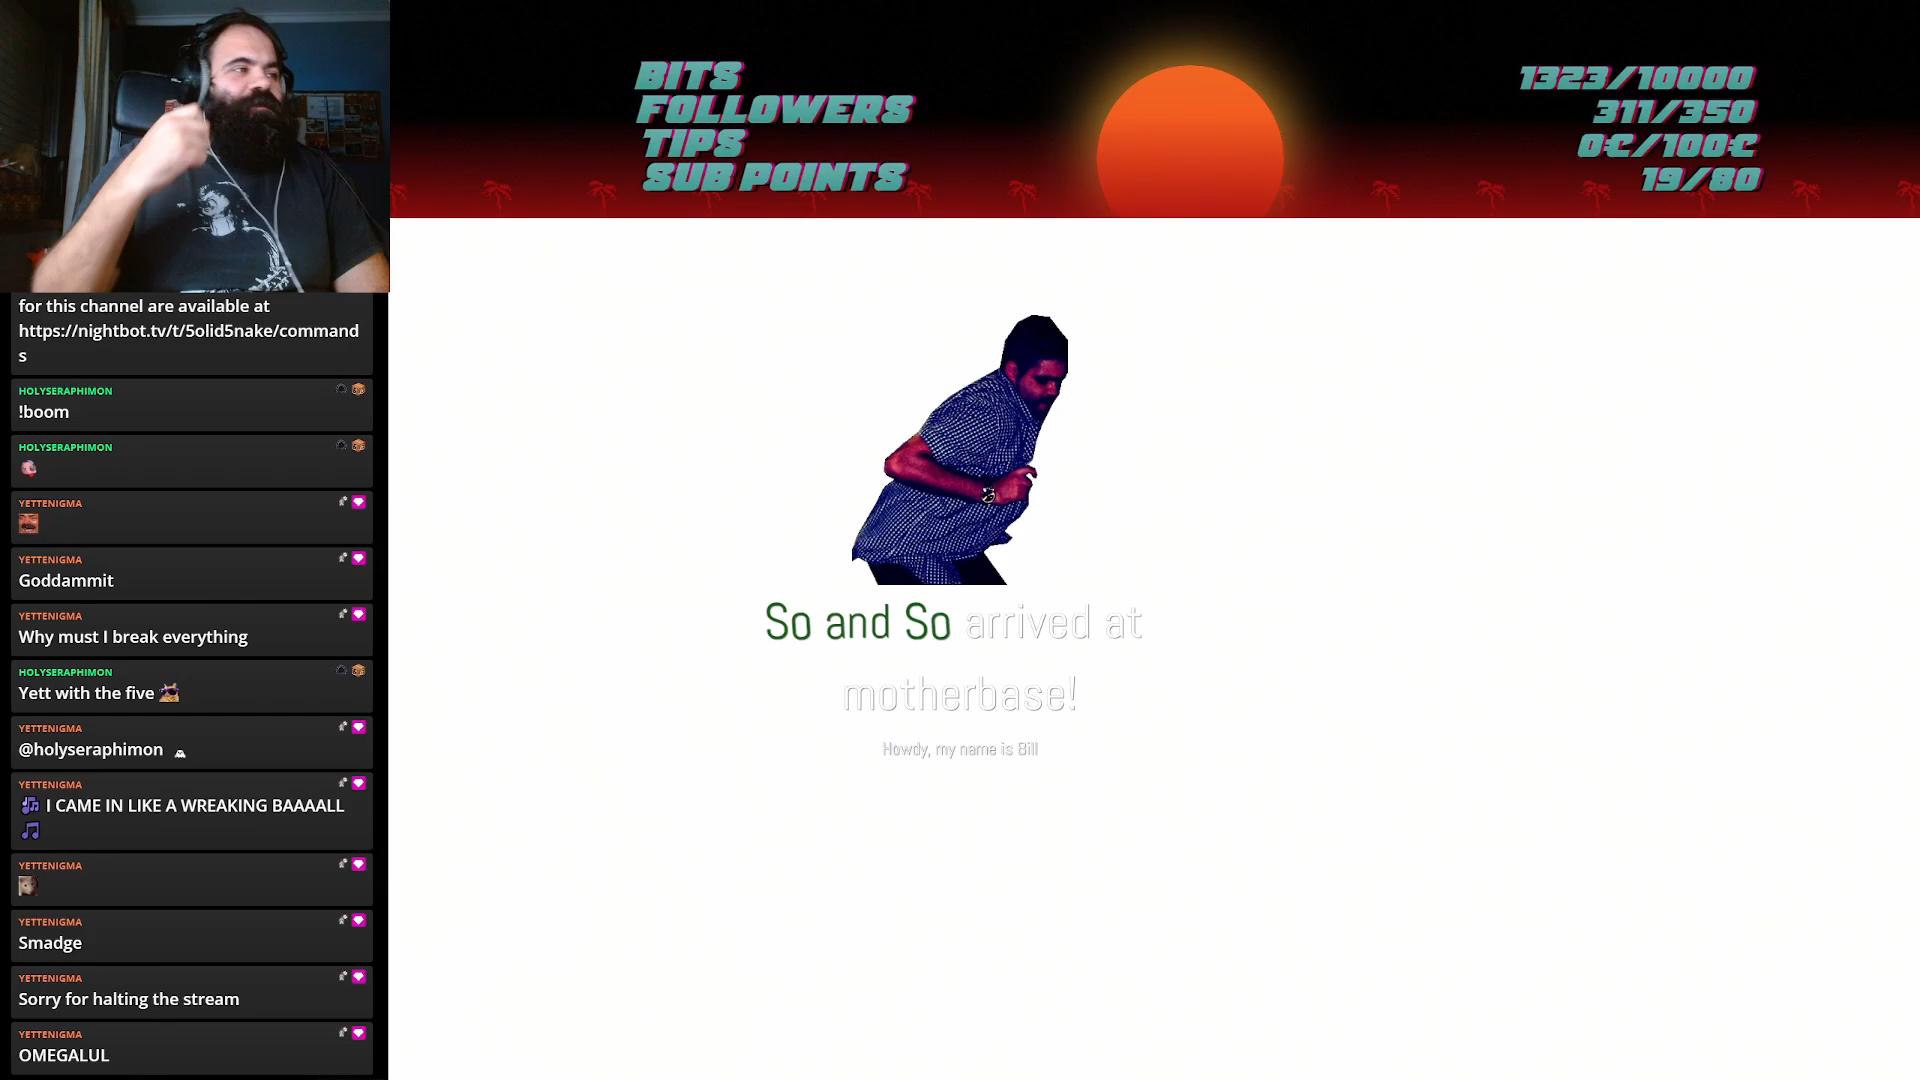 BITS
FOLLOWERS
TIPS
SUB POINTS
1323/10000
311/350
0€/100€
19/80
for this channel are available at
https://nightbot.tv/t/5olid5nake/command
s
HOLYSERAPHIMON
!boom
HOLYSERAPHIMON
YETTENIGMA
YETTENIGMA
Goddammit
YETTENIGMA
Why must I break everything
HOLYSERAPHIMON
Yett with the five
YETTENIGMA
@holyseraphimon
YETTENIGMA
I CAME IN LIKE A WREAKING BAAAALL
YETTENIGMA
YETTENIGMA
Smadge
YETTENIGMA
Sorry for halting the stream
YETTENIGMA
OMEGALUL
So and So arrived at
motherbase!
Howdy, my name is Bill